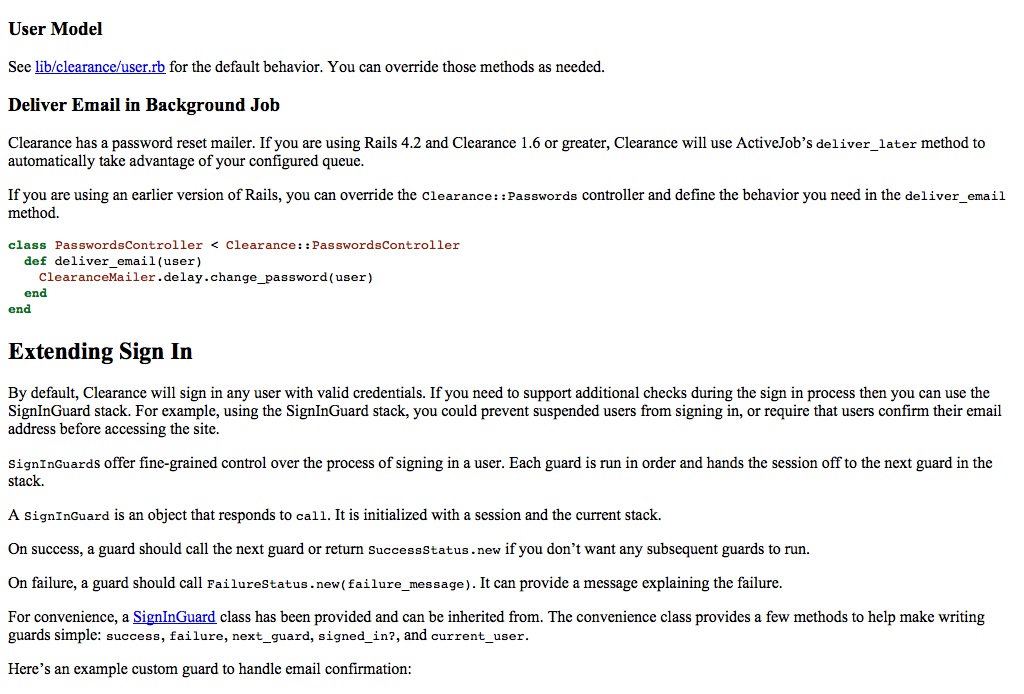 User Model
See lib/clearance/user.rb for the default behavior. You can override those methods as needed.
Deliver Email in Background Job
Clearance has a password reset mailer. If you are using Rails 4.2 and Clearance 1.6 or greater, Clearance will use ActiveJob’s deliver_later method to
automatically take advantage of your configured queue.
If you are using an earlier version of Rails, you can override the Clearance::Passwords controller and define the behavior you need in the deliver_email
method.
class PasswordsController < Clearance::PasswordsController
  def deliver_email(user)
    ClearanceMailer.delay.change_password(user)
  end
end
Extending Sign In
By default, Clearance will sign in any user with valid credentials. If you need to support additional checks during the sign in process then you can use the
SignInGuard stack. For example, using the SignInGuard stack, you could prevent suspended users from signing in, or require that users confirm their email
address before accessing the site.
SignInGuards offer fine-grained control over the process of signing in a user. Each guard is run in order and hands the session off to the next guard in the
stack.
A SignInGuard is an object that responds to call. It is initialized with a session and the current stack.
On success, a guard should call the next guard or return SuccessStatus.new if you don’t want any subsequent guards to run.
On failure, a guard should call FailureStatus.new(failure_message). It can provide a message explaining the failure.
For convenience, a SignInGuard class has been provided and can be inherited from. The convenience class provides a few methods to help make writing
guards simple: success, failure, next_guard, signed_in?, and current_user.
Here’s an example custom guard to handle email confirmation: